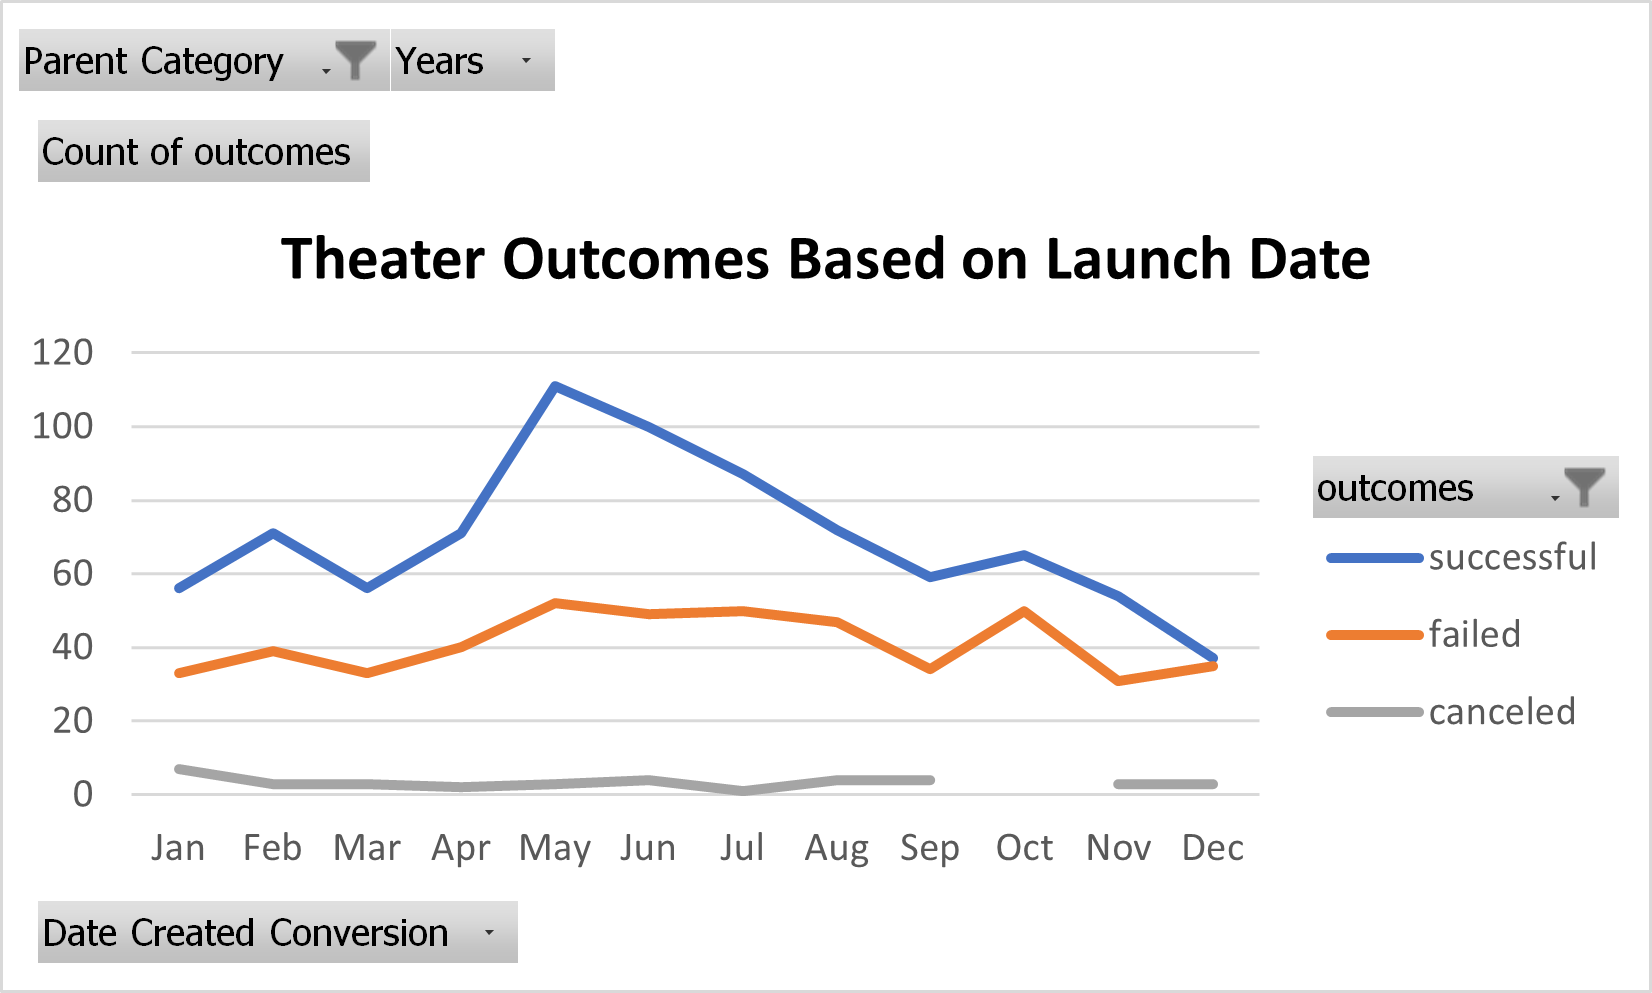 Parent Category Years
Count of outcomes
Theater Outcomes Based on Launch Date
120
100
80
60
40
20
0
Jan Feb Mar Apr May Jun Jul Aug Sep Oct Nov Dec
outcomes
successful
failed
canceled
Date Created Conversion